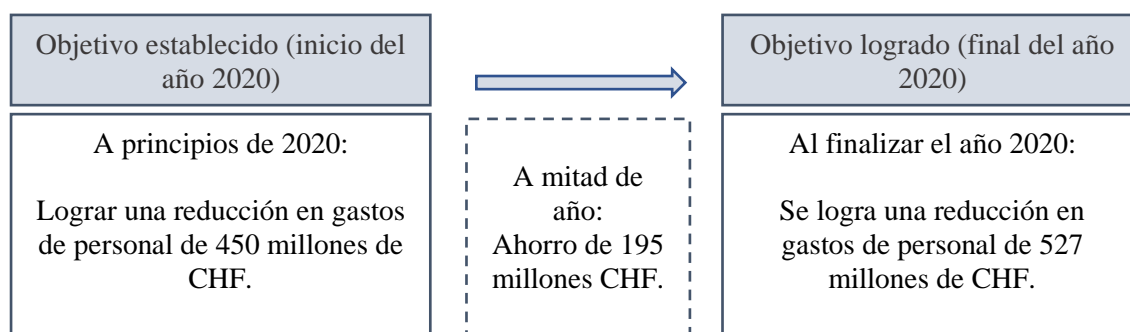 Objetivo establecido (inicio del
año 2020)
Objetivo logrado (final del año
2020)
A principios de 2020:
Lograr una reducción en gastos
de personal de 450 millones de
CHF.
A mitad de
año:
Ahorro de 195
millones CHF.
Al finalizar el año 2020:
Se logra una reducción en
gastos de personal de 527
millones de CHF.